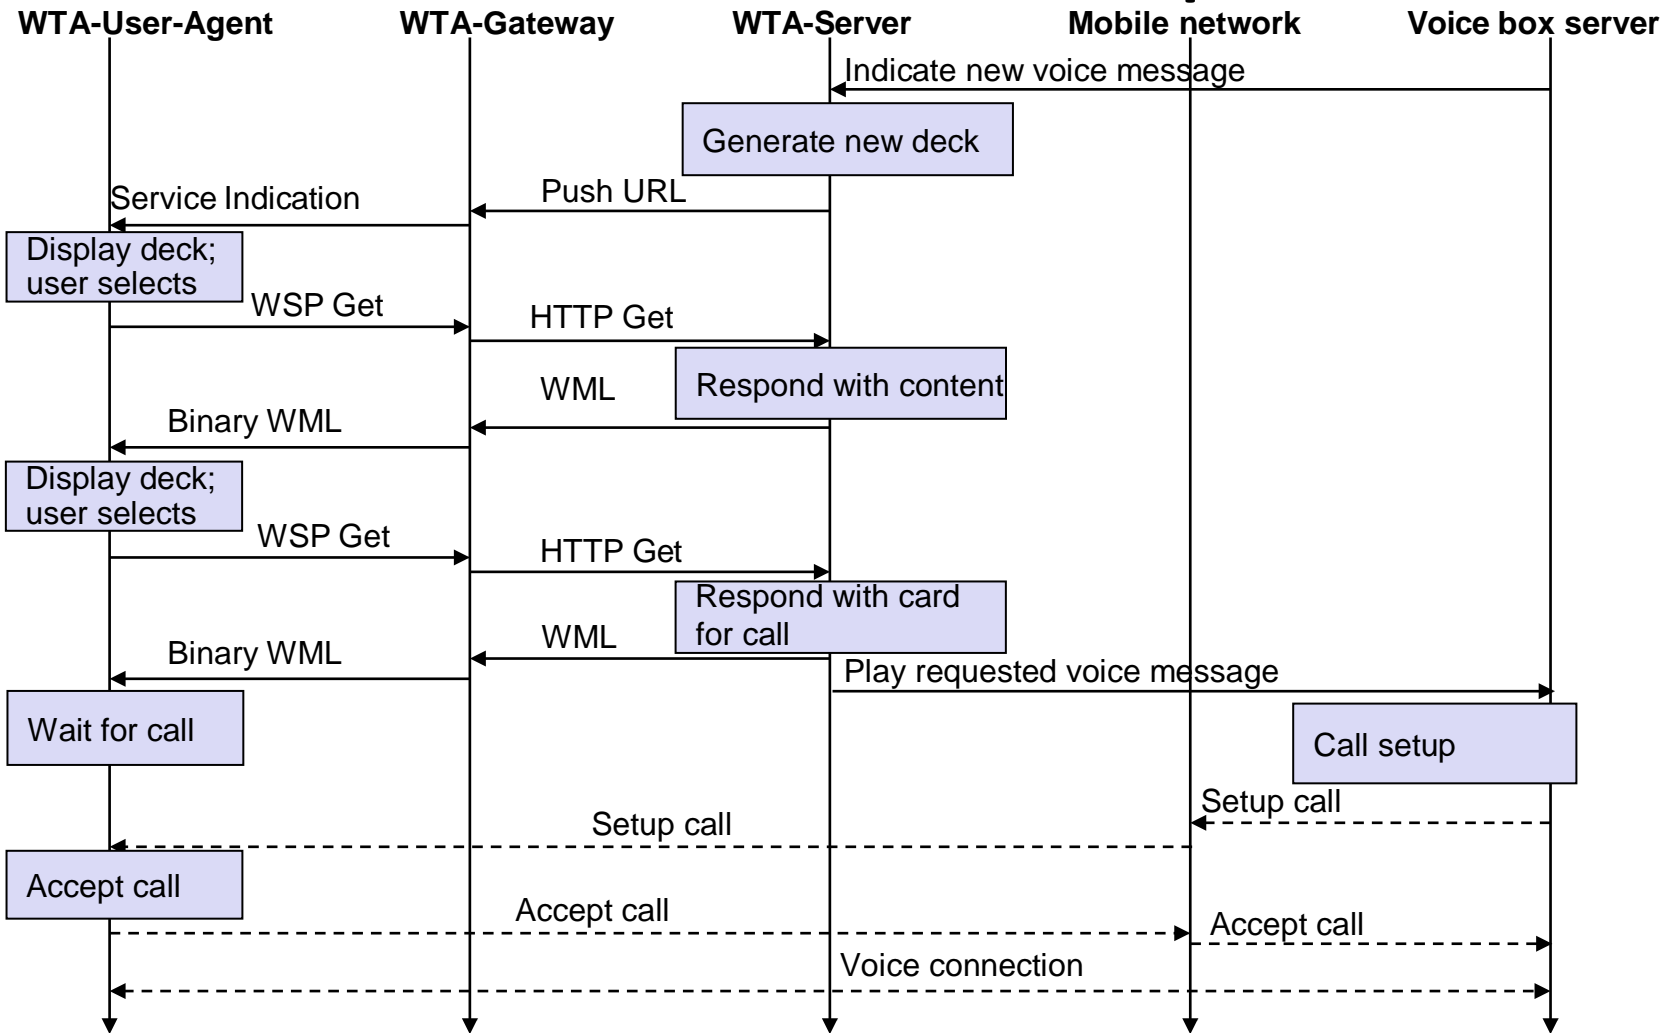 WTA-User-Agent WTA-Gateway WTA-Server Mobile network Voice box server
Indicate new voice message
Generate new deck
Push URL
Service Indication
Display deck;
user selects
WSP Get
HTTP Get
Respond with content
WML
Binary WML
Display deck;
user selects
WSP Get
HTTP Get
Respond with card
for call
WML
Binary WML
Play requested voice message
Wait for call
Call setup
Setup call
Setup call
Accept call
Accept call
Accept call
Voice connection